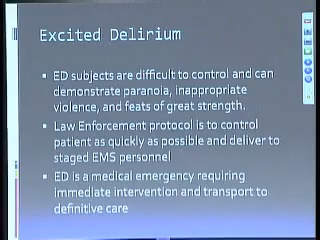 Excited Delirium
▪ ED subjects are difficult to control and can
demonstrate paranoia, inappropriate
violence, and feats of great strength.
▪ Law Enforcement protocol is to control
patient as quickly as possible and deliver to
staged EMS personnel
▪ ED is a medical emergency requiring
immediate intervention and transport to
definitive care